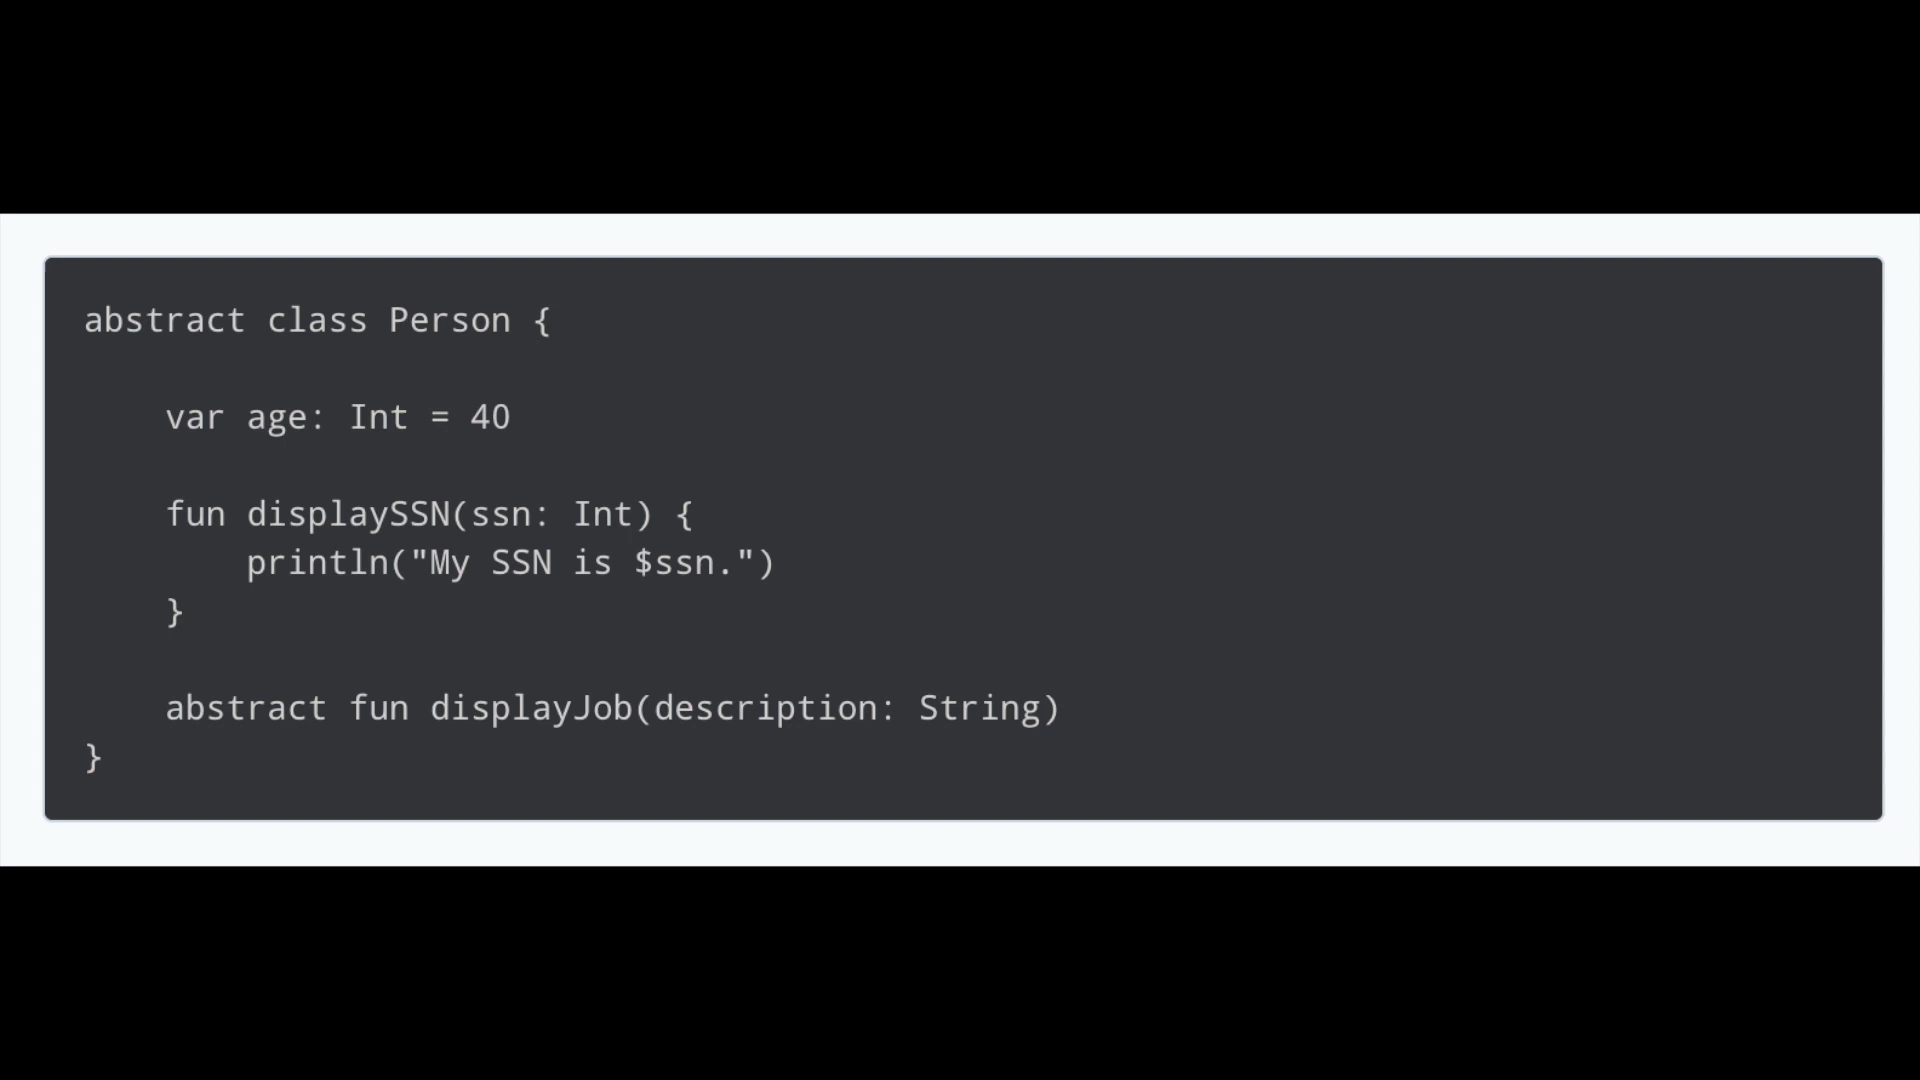 abstract class Person {
var age: Int = 40
fun displaySSN(ssn: Int) {
println("My SSN is $ssn.")
}
abstract fun displayJob(description: String)
}